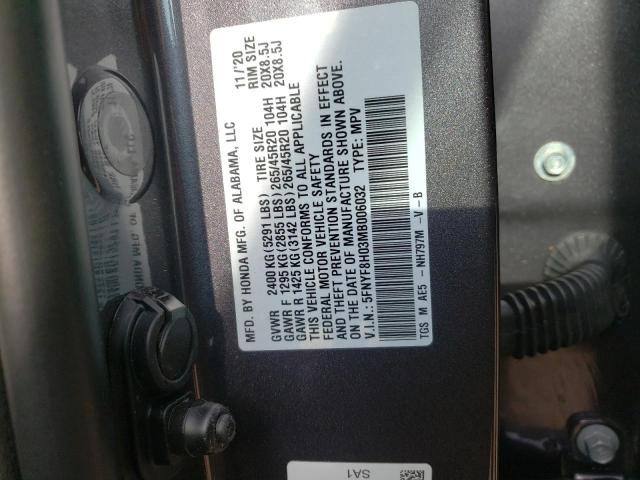 MFD. BY HONDA MFG. OF ALABAMA, LLC 11/'20
TIRE SIZE RIM SIZE
GVWR 2400 KG (5291 LBS)
GAWR F 1295 KG (2855 LBS) 265/45R20 104H 20X8.5J
GAWR R 1425 KG (3142 LBS) 265/45R20 104H 20X8.5J
THIS VEHICLE CONFORMS TO ALL APPLICABLE
FEDERAL MOTOR VEHICLE SAFETY
AND THEFT PREVENTION STANDARDS IN EFFECT
ON THE DATE OF MANUFACTURE SHOWN ABOVE.
V.I.N.: 5FNYF8H03MB006032 TYPE: MPV
TGS M AE5 - NH797M -V -B
SA1